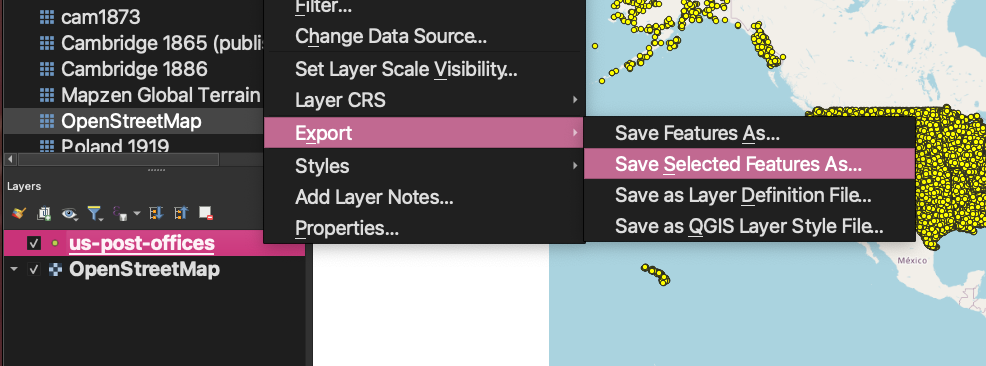 cam1873
Cambridge 1865 (publi
Cambridge 1886
Mapzen Global Terrain
OpenStreetMap
Poland 1919
Layers
us-post-offices
OpenStreetMap
Filter...
Change Data Source...
Set Layer Scale Visibility...
Layer CRS
Export
Styles
Add Layer Notes...
Properties...
Save Features As...
Save Selected Features As...
Save as Layer Definition File...
Save as QGIS Layer Style File...
México